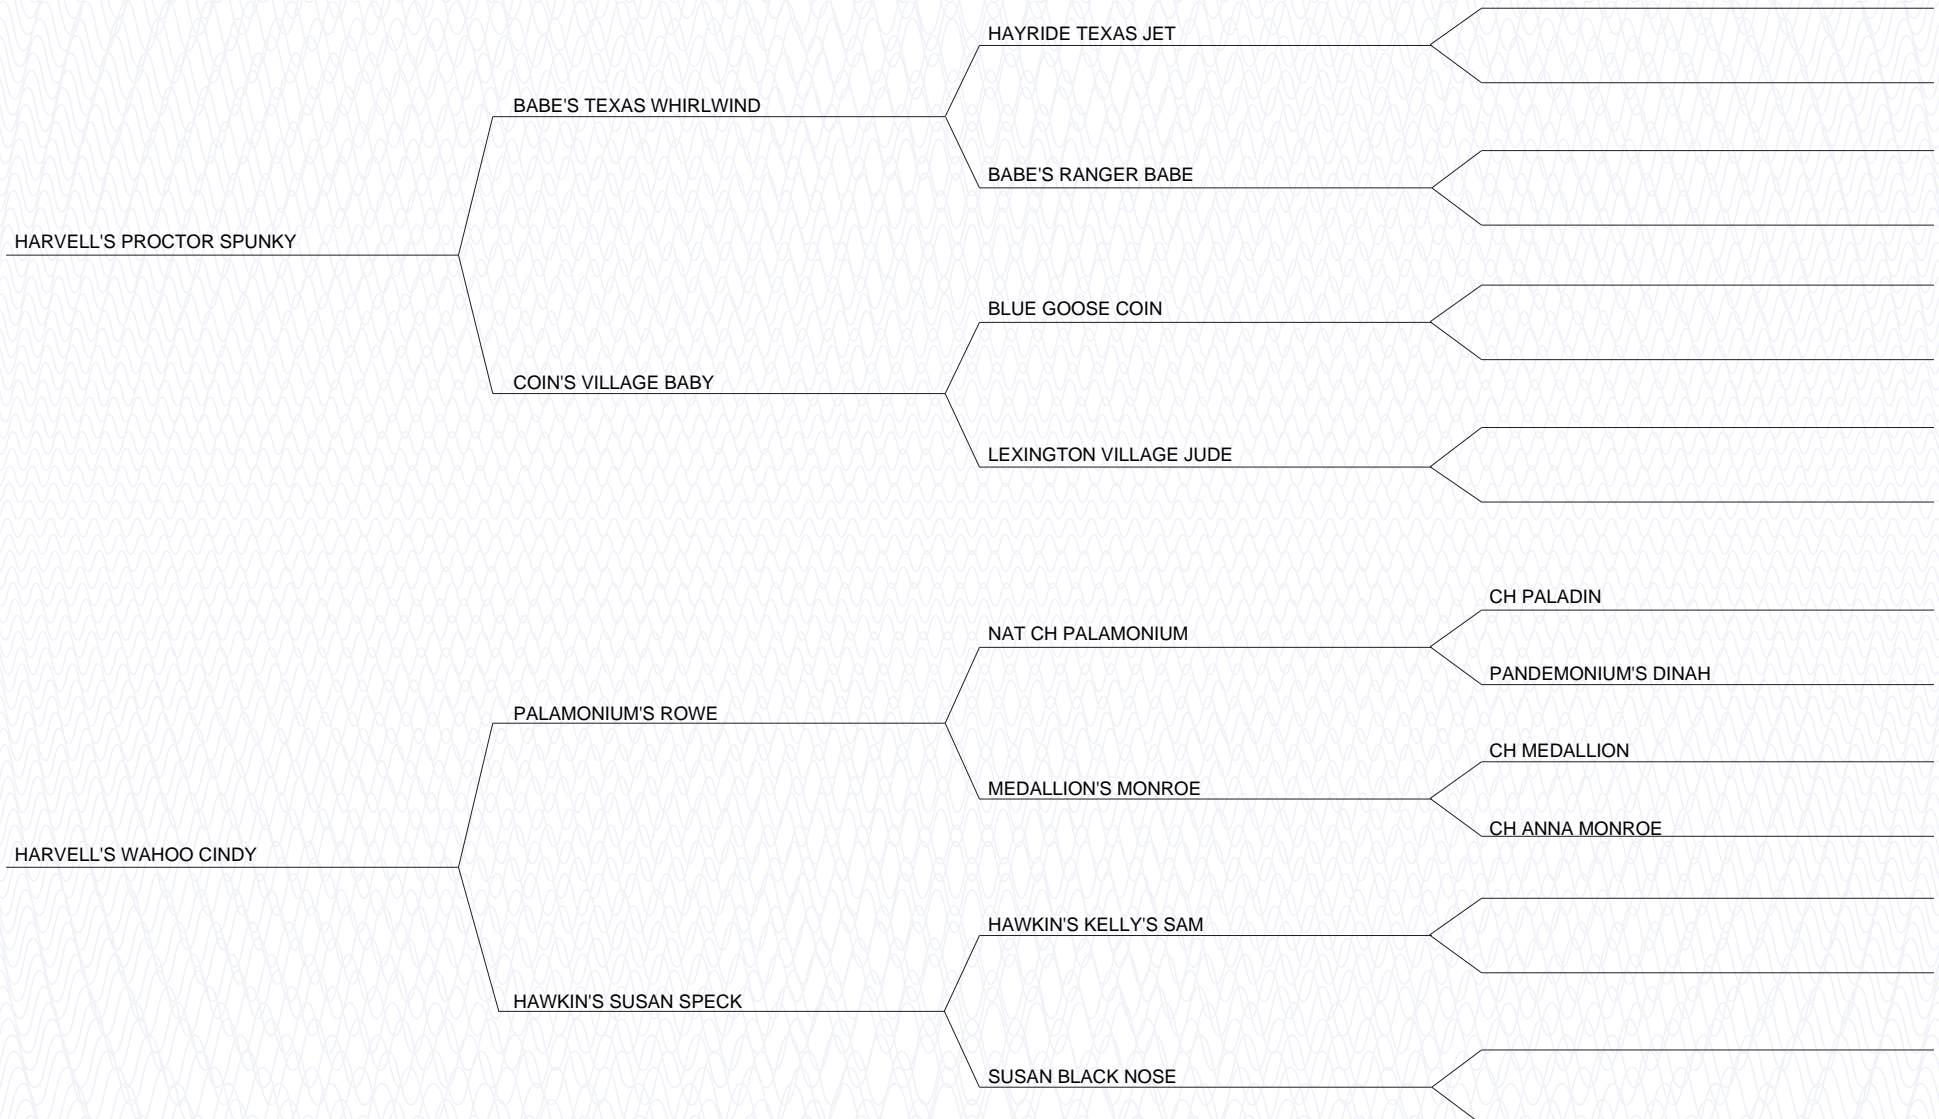 HAYRIDE TEXAS JET
BABE'S TEXAS WHIRLWIND
BABE'S RANGER BABE
HARVELL'S PROCTOR SPUNKY
BLUE GOOSE COIN
COIN'S VILLAGE BABY
LEXINGTON VILLAGE JUDE
CH PALADIN
NAT CH PALAMONIUM
PANDEMONIUM'S DINAH
PALAMONIUM'S ROWE
CH MEDALLION
MEDALLION'S MONROE
CH ANNA MONROE
HARVELL'S WAHOO CINDY
HAWKIN'S KELLY'S SAM
HAWKIN'S SUSAN SPECK
SUSAN BLACK NOSE